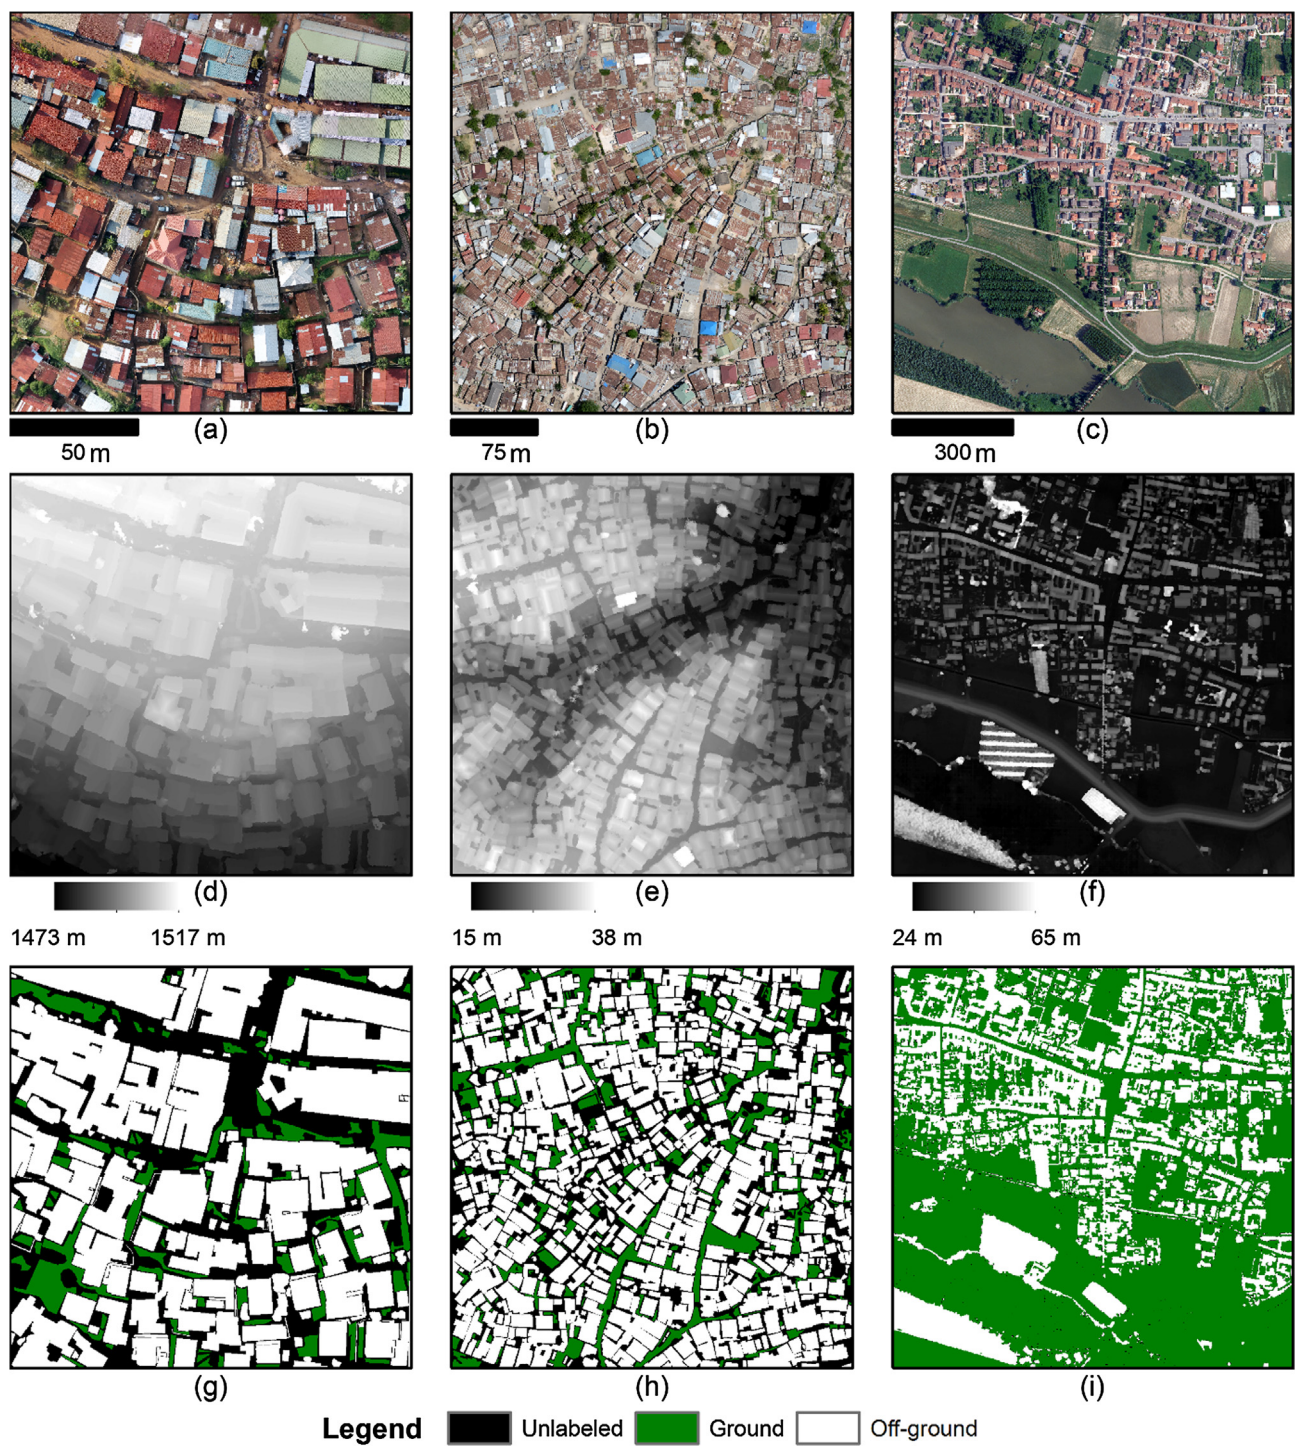 (a) (b) (c)
50 m 75 m 300 m
(d) (e) (f)
1473 m 1517 m 15 m 38 m 24 m 65 m
(g) (h) (i)
Legend Unlabeled Ground Off-ground